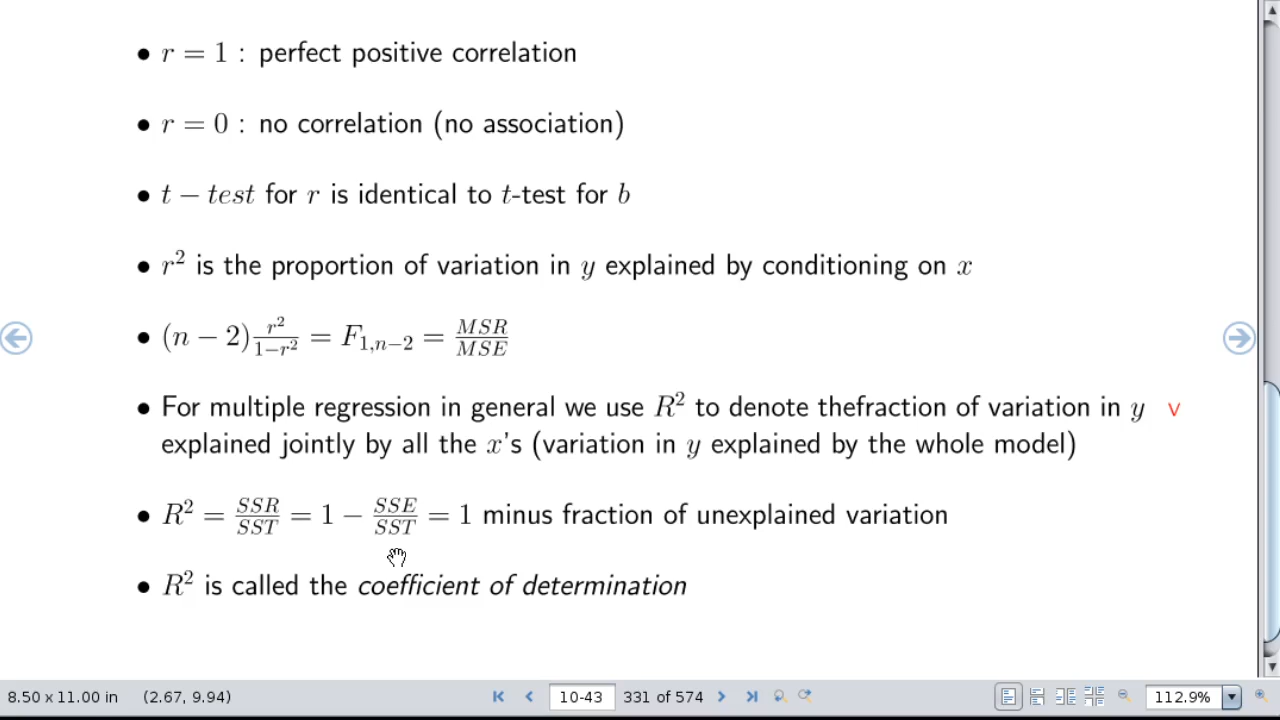 • r = 1 : perfect positive correlation
• r = 0 : no correlation (no association)
• t − test for r is identical to t-test for b
• r² is the proportion of variation in y explained by conditioning on x
• (n − 2) r²/1−r² = F₁,ₙ₋₂ = MSR/MSE
• For multiple regression in general we use R² to denote thefraction of variation in y v
explained jointly by all the x's (variation in y explained by the whole model)
• R² = SSR/SST = 1 − SSE/SST = 1 minus fraction of unexplained variation
• R² is called the coefficient of determination
8.50 x 11.00 in (2.67, 9.94) 10-43 331 of 574 112.9%